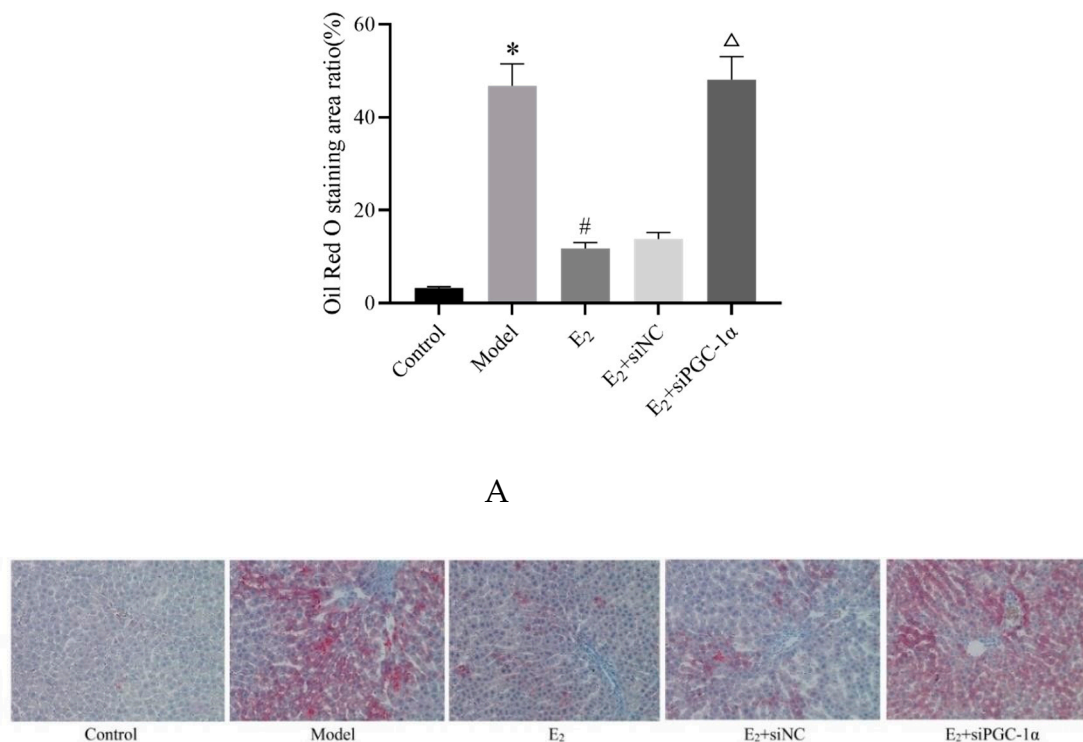 Oil Red O staining area ratio(%)
60
40
20
0
*
#
△
Control
Model
E₂
E₂+siNC
E₂+siPGC-1α
A
Control Model E₂ E₂+siNC E₂+siPGC-1α